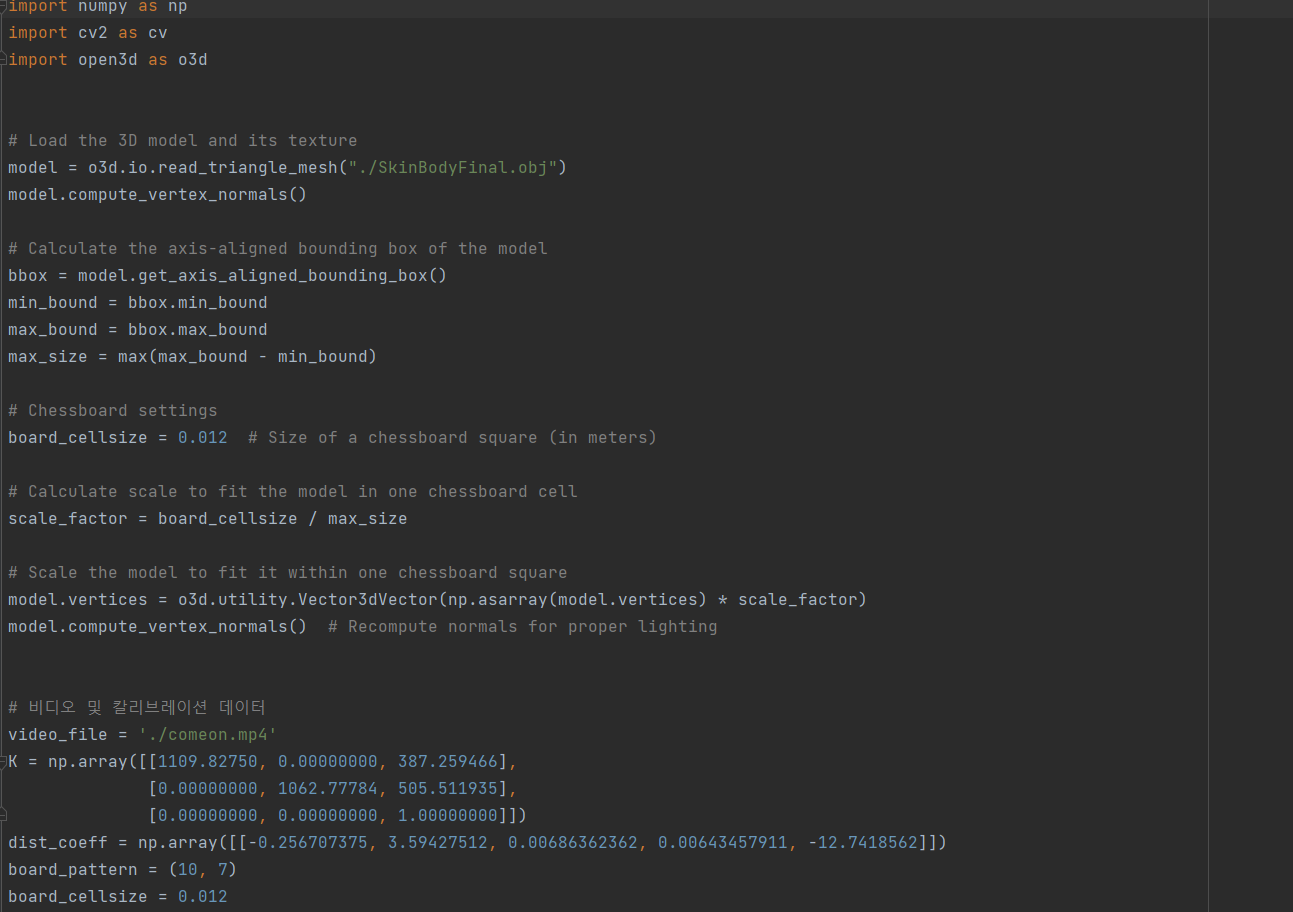 import numpy as np
import cv2 as cv
import open3d as o3d
# Load the 3D model and its texture
model = o3d.io.read_triangle_mesh("./SkinBodyFinal.obj")
model.compute_vertex_normals()
# Calculate the axis-aligned bounding box of the model
bbox = model.get_axis_aligned_bounding_box()
min_bound = bbox.min_bound
max_bound = bbox.max_bound
max_size = max(max_bound - min_bound)
# Chessboard settings
board_cellsize = 0.012  # Size of a chessboard square (in meters)
# Calculate scale to fit the model in one chessboard cell
scale_factor = board_cellsize / max_size
# Scale the model to fit it within one chessboard square
model.vertices = o3d.utility.Vector3dVector(np.asarray(model.vertices) * scale_factor)
model.compute_vertex_normals()  # Recompute normals for proper lighting
# 비디오 및 칼리브레이션 데이터
video_file = './comeon.mp4'
K = np.array([[1109.82750, 0.00000000, 387.259466],
              [0.00000000, 1062.77784, 505.511935],
              [0.00000000, 0.00000000, 1.00000000]])
dist_coeff = np.array([[-0.256707375, 3.59427512, 0.00686362362, 0.00643457911, -12.7418562]])
board_pattern = (10, 7)
board_cellsize = 0.012